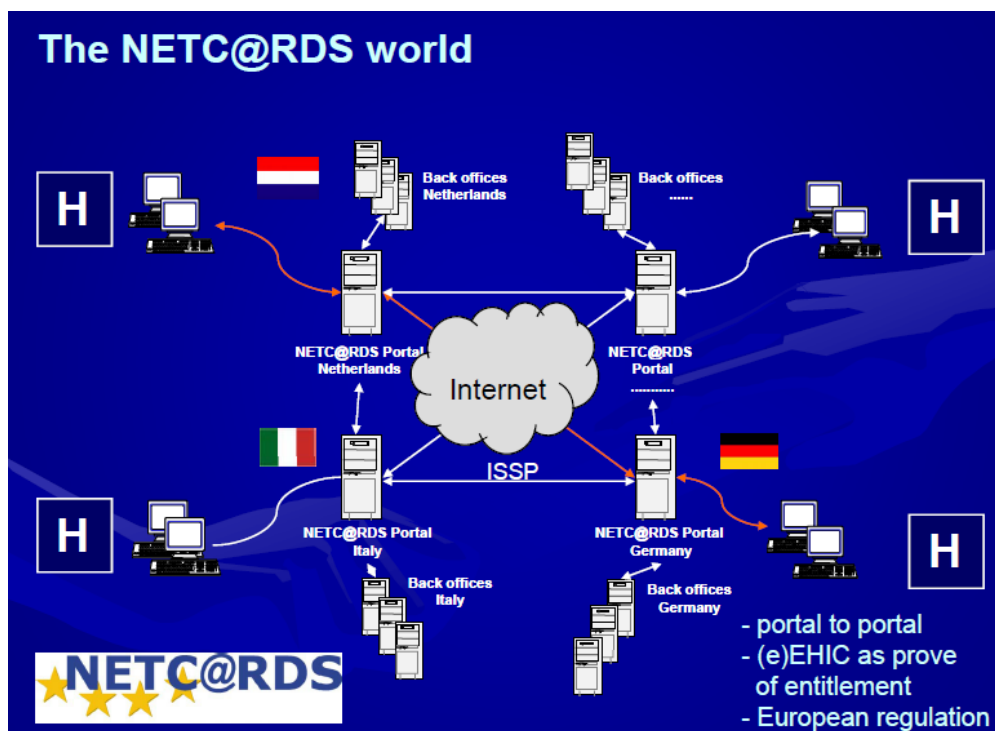 The NETC@RDS world
Back offices
Netherlands
Back offices
......
H
H
NETC@RDS Portal
Netherlands
NETC@RDS
Portal
...........
Internet
ISSP
H
H
NETC@RDS Portal
Italy
NETC@RDS Portal
Germany
Back offices
Italy
Back offices
Germany
- portal to portal
- (e)EHIC as prove
of entitlement
- European regulation
NETC@RDS